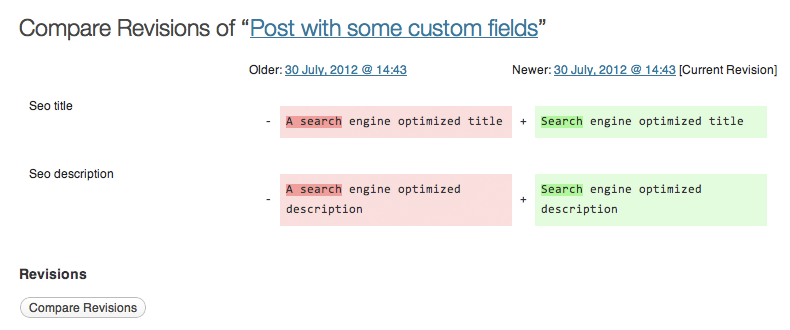 Compare Revisions of “Post with some custom fields”
Older: 30 July, 2012 @ 14:43 Newer: 30 July, 2012 @ 14:43 [Current Revision]
Seo title
- A search engine optimized title + Search engine optimized title
Seo description
- A search engine optimized description + Search engine optimized description
Revisions
Compare Revisions